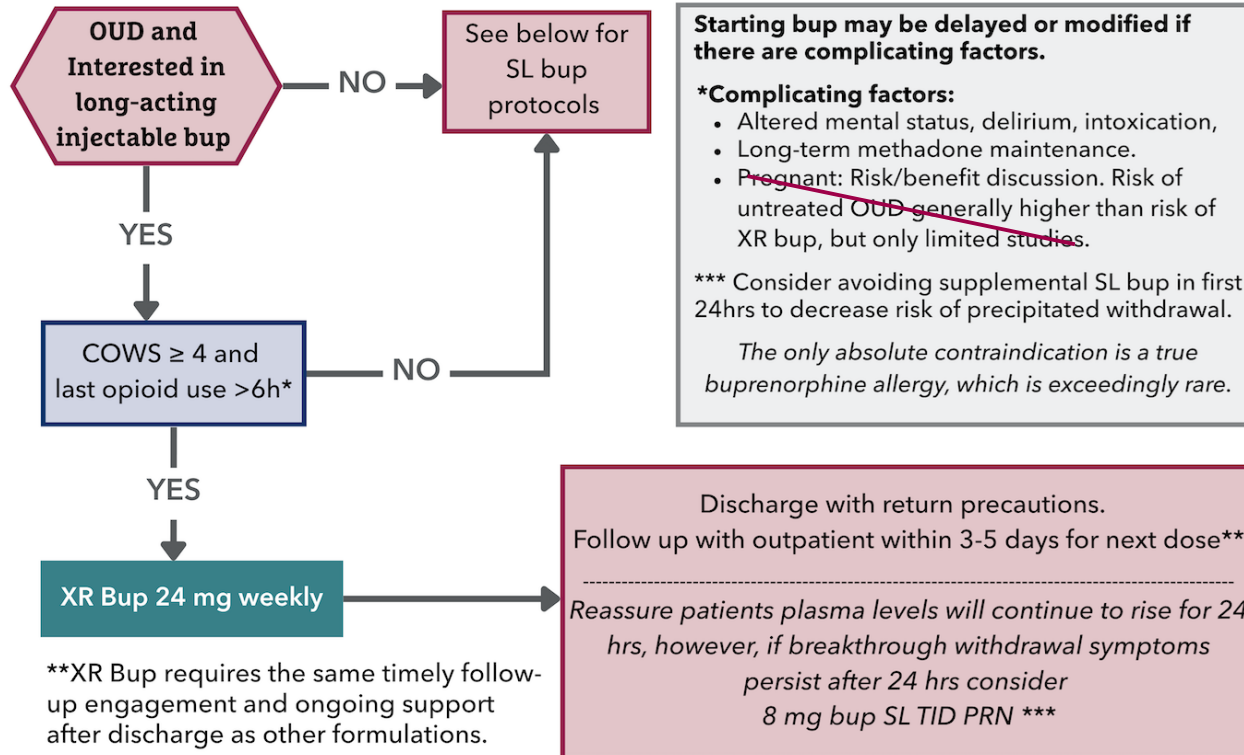 OUD and
Interested in
long-acting
injectable bup
NO
See below for
SL bup
protocols
YES
COWS ≥ 4 and
last opioid use >6h*
NO
YES
XR Bup 24 mg weekly
**XR Bup requires the same timely follow-
up engagement and ongoing support
after discharge as other formulations.
Starting bup may be delayed or modified if
there are complicating factors.
*Complicating factors:
• Altered mental status, delirium, intoxication,
• Long-term methadone maintenance.
• Pregnant: Risk/benefit discussion. Risk of
untreated OUD generally higher than risk of
XR bup, but only limited studies.
*** Consider avoiding supplemental SL bup in first
24hrs to decrease risk of precipitated withdrawal.
The only absolute contraindication is a true
buprenorphine allergy, which is exceedingly rare.
Discharge with return precautions.
Follow up with outpatient within 3-5 days for next dose**
Reassure patients plasma levels will continue to rise for 24
hrs, however, if breakthrough withdrawal symptoms
persist after 24 hrs consider
8 mg bup SL TID PRN ***